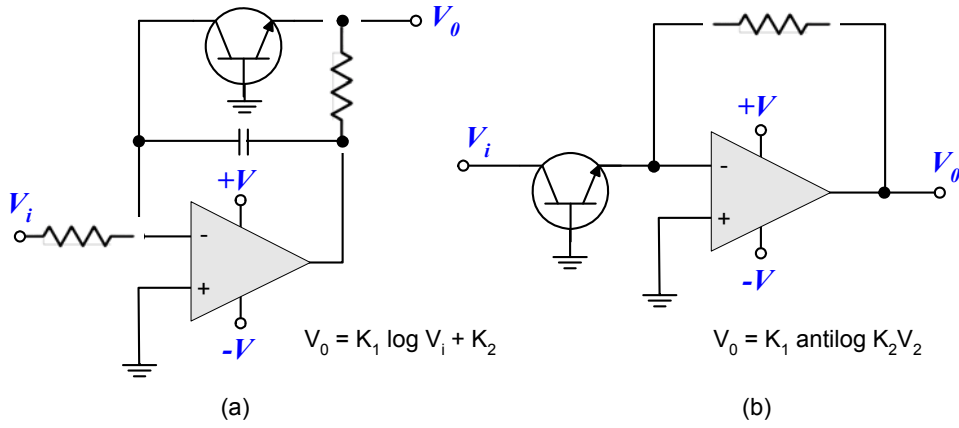 V₀
+V
Vᵢ
-
+
-V
V₀ = K₁ log Vᵢ + K₂
(a)
+V
Vᵢ
-
V₀
+
-V
V₀ = K₁ antilog K₂V₂
(b)